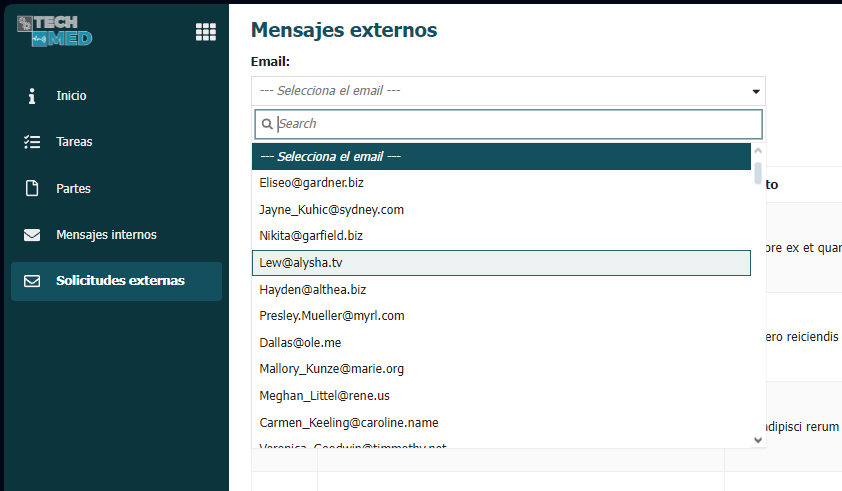 TECH
MED
Inicio
Tareas
Partes
Mensajes internos
Solicitudes externas
Mensajes externos
Email:
--- Selecciona el email ---
Search
--- Selecciona el email ---
Eliseo@gardner.biz
Jayne_Kuhic@sydney.com
Nikita@garfield.biz
Lew@alysha.tv
Hayden@althea.biz
Presley.Mueller@myrl.com
Dallas@ole.me
Mallory_Kunze@marie.org
Meghan_Littel@rene.us
Carmen_Keeling@caroline.name
Veronica_Goodwin@timmothy.net
to
ore ex et quar
ero reiciendis
dipisci rerum